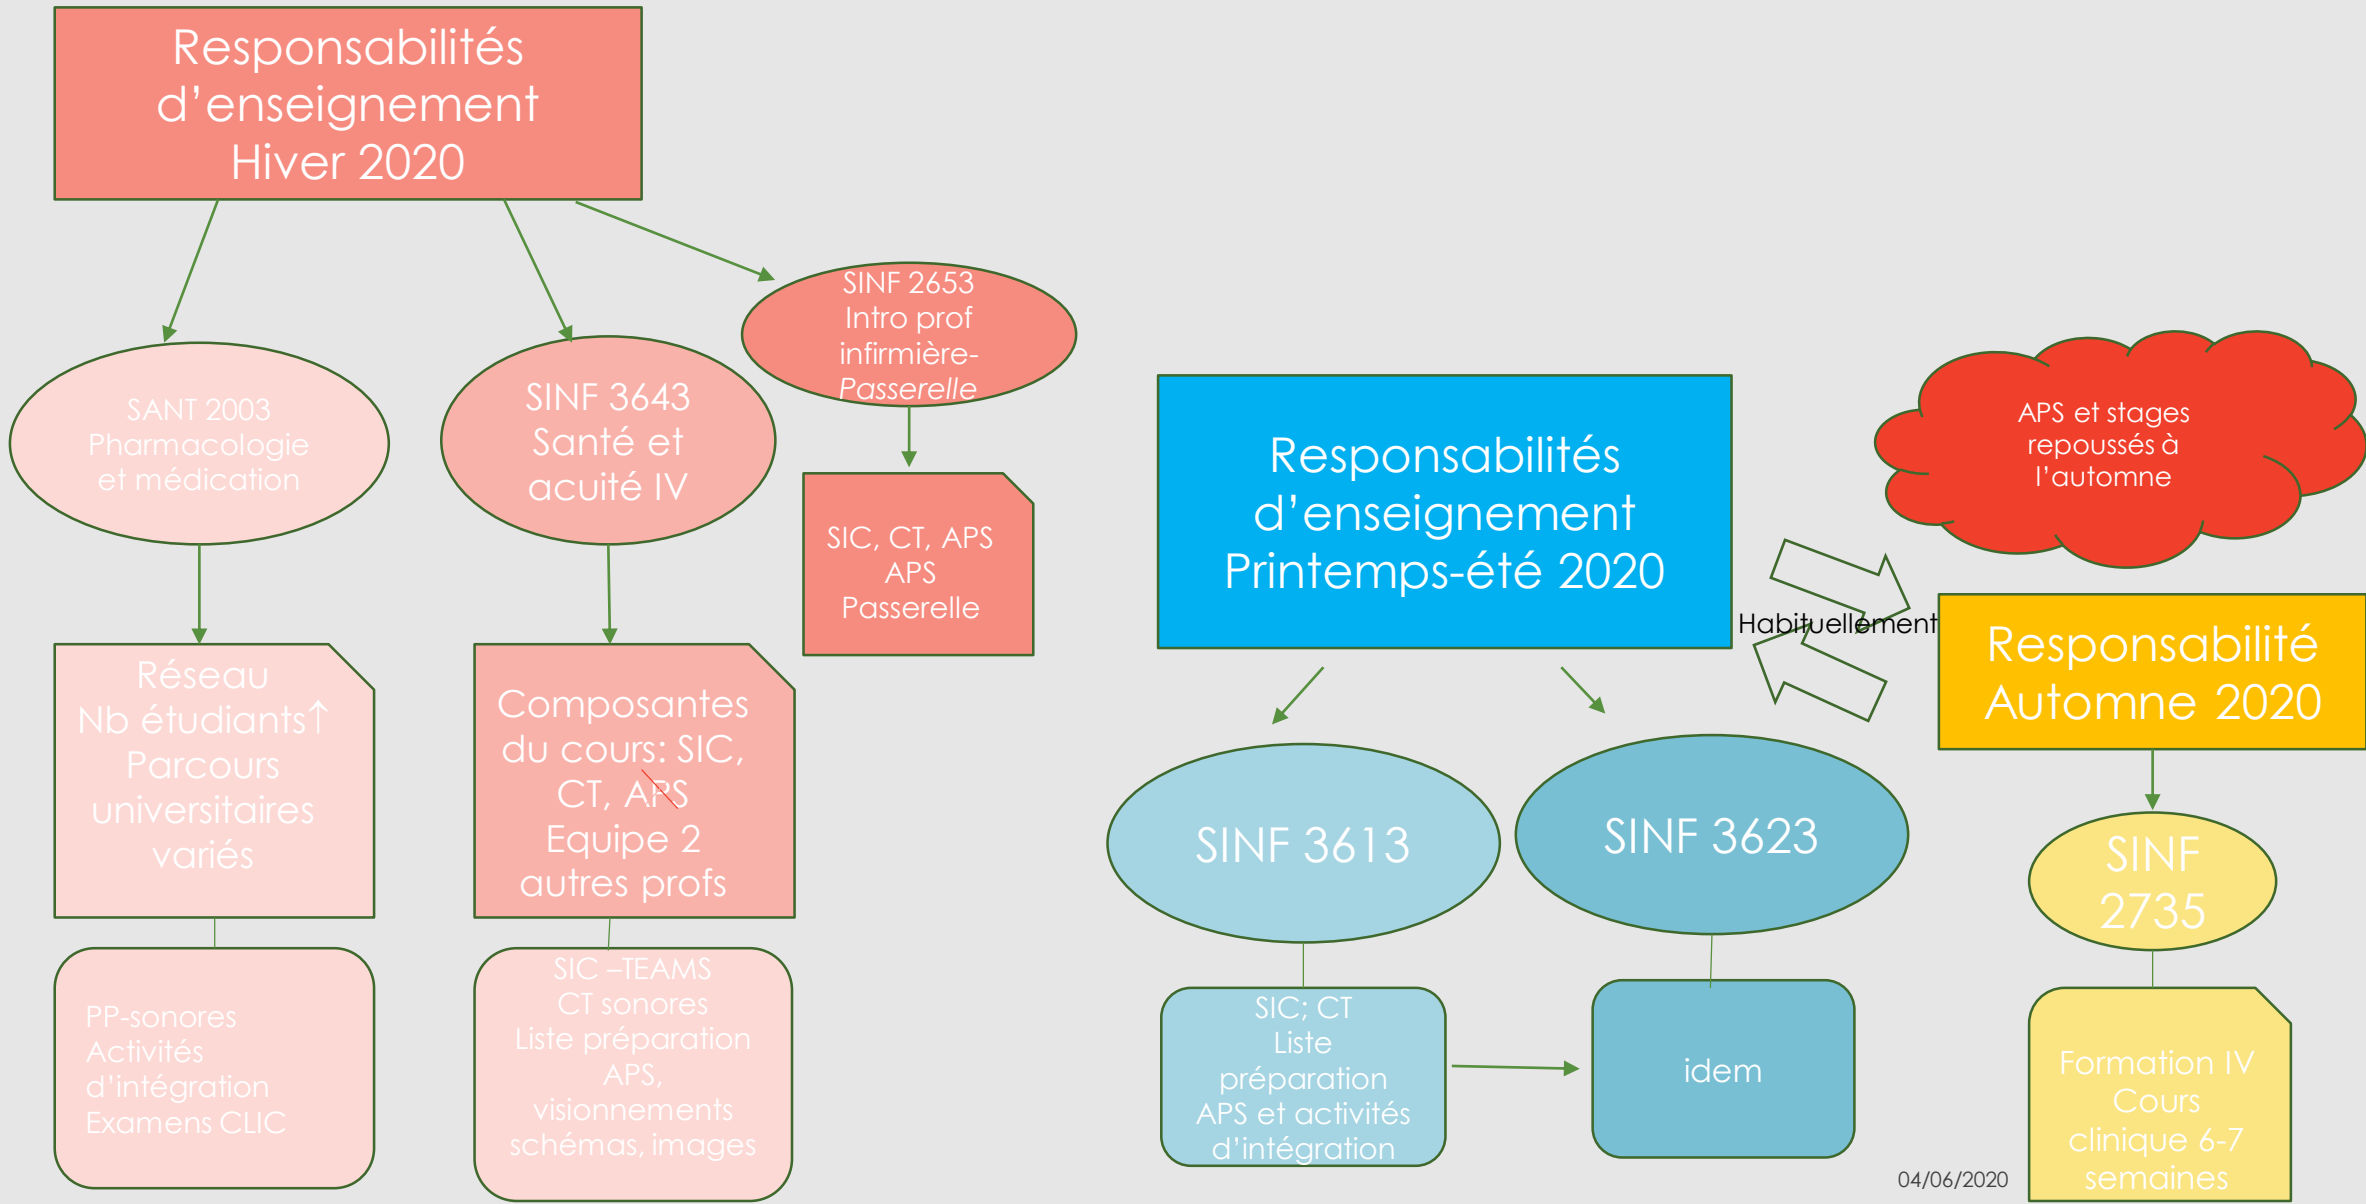 Responsabilités
d’enseignement
Hiver 2020
SINF 2653
Intro prof
infirmière-
Passerelle
SANT 2003
Pharmacologie
et médication
SINF 3643
Santé et
acuité IV
SIC, CT, APS
APS
Passerelle
Réseau
Nb étudiants↑
Parcours
universitaires
variés
Composantes
du cours: SIC,
CT, APS
Equipe 2
autres profs
PP-sonores
Activités
d’intégration
Examens CLIC
SIC –TEAMS
CT sonores
Liste préparation
APS,
visionnements
schémas, images
Responsabilités
d’enseignement
Printemps-été 2020
APS et stages
repoussés à
l’automne
Habituellement
Responsabilité
Automne 2020
SINF 3613
SINF 3623
SINF
2735
SIC; CT
Liste
préparation
APS et activités
d’intégration
idem
Formation IV
Cours
clinique 6-7
semaines
04/06/2020